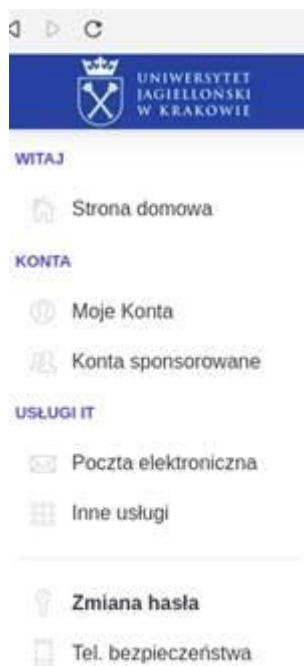 UNIWERSYTET
JAGIELLOŃSKI
W KRAKOWIE
WITAJ
Strona domowa
KONTA
Moje Konta
Konta sponsorowane
USŁUGI IT
Poczta elektroniczna
Inne usługi
Zmiana hasła
Tel. bezpieczeństwa